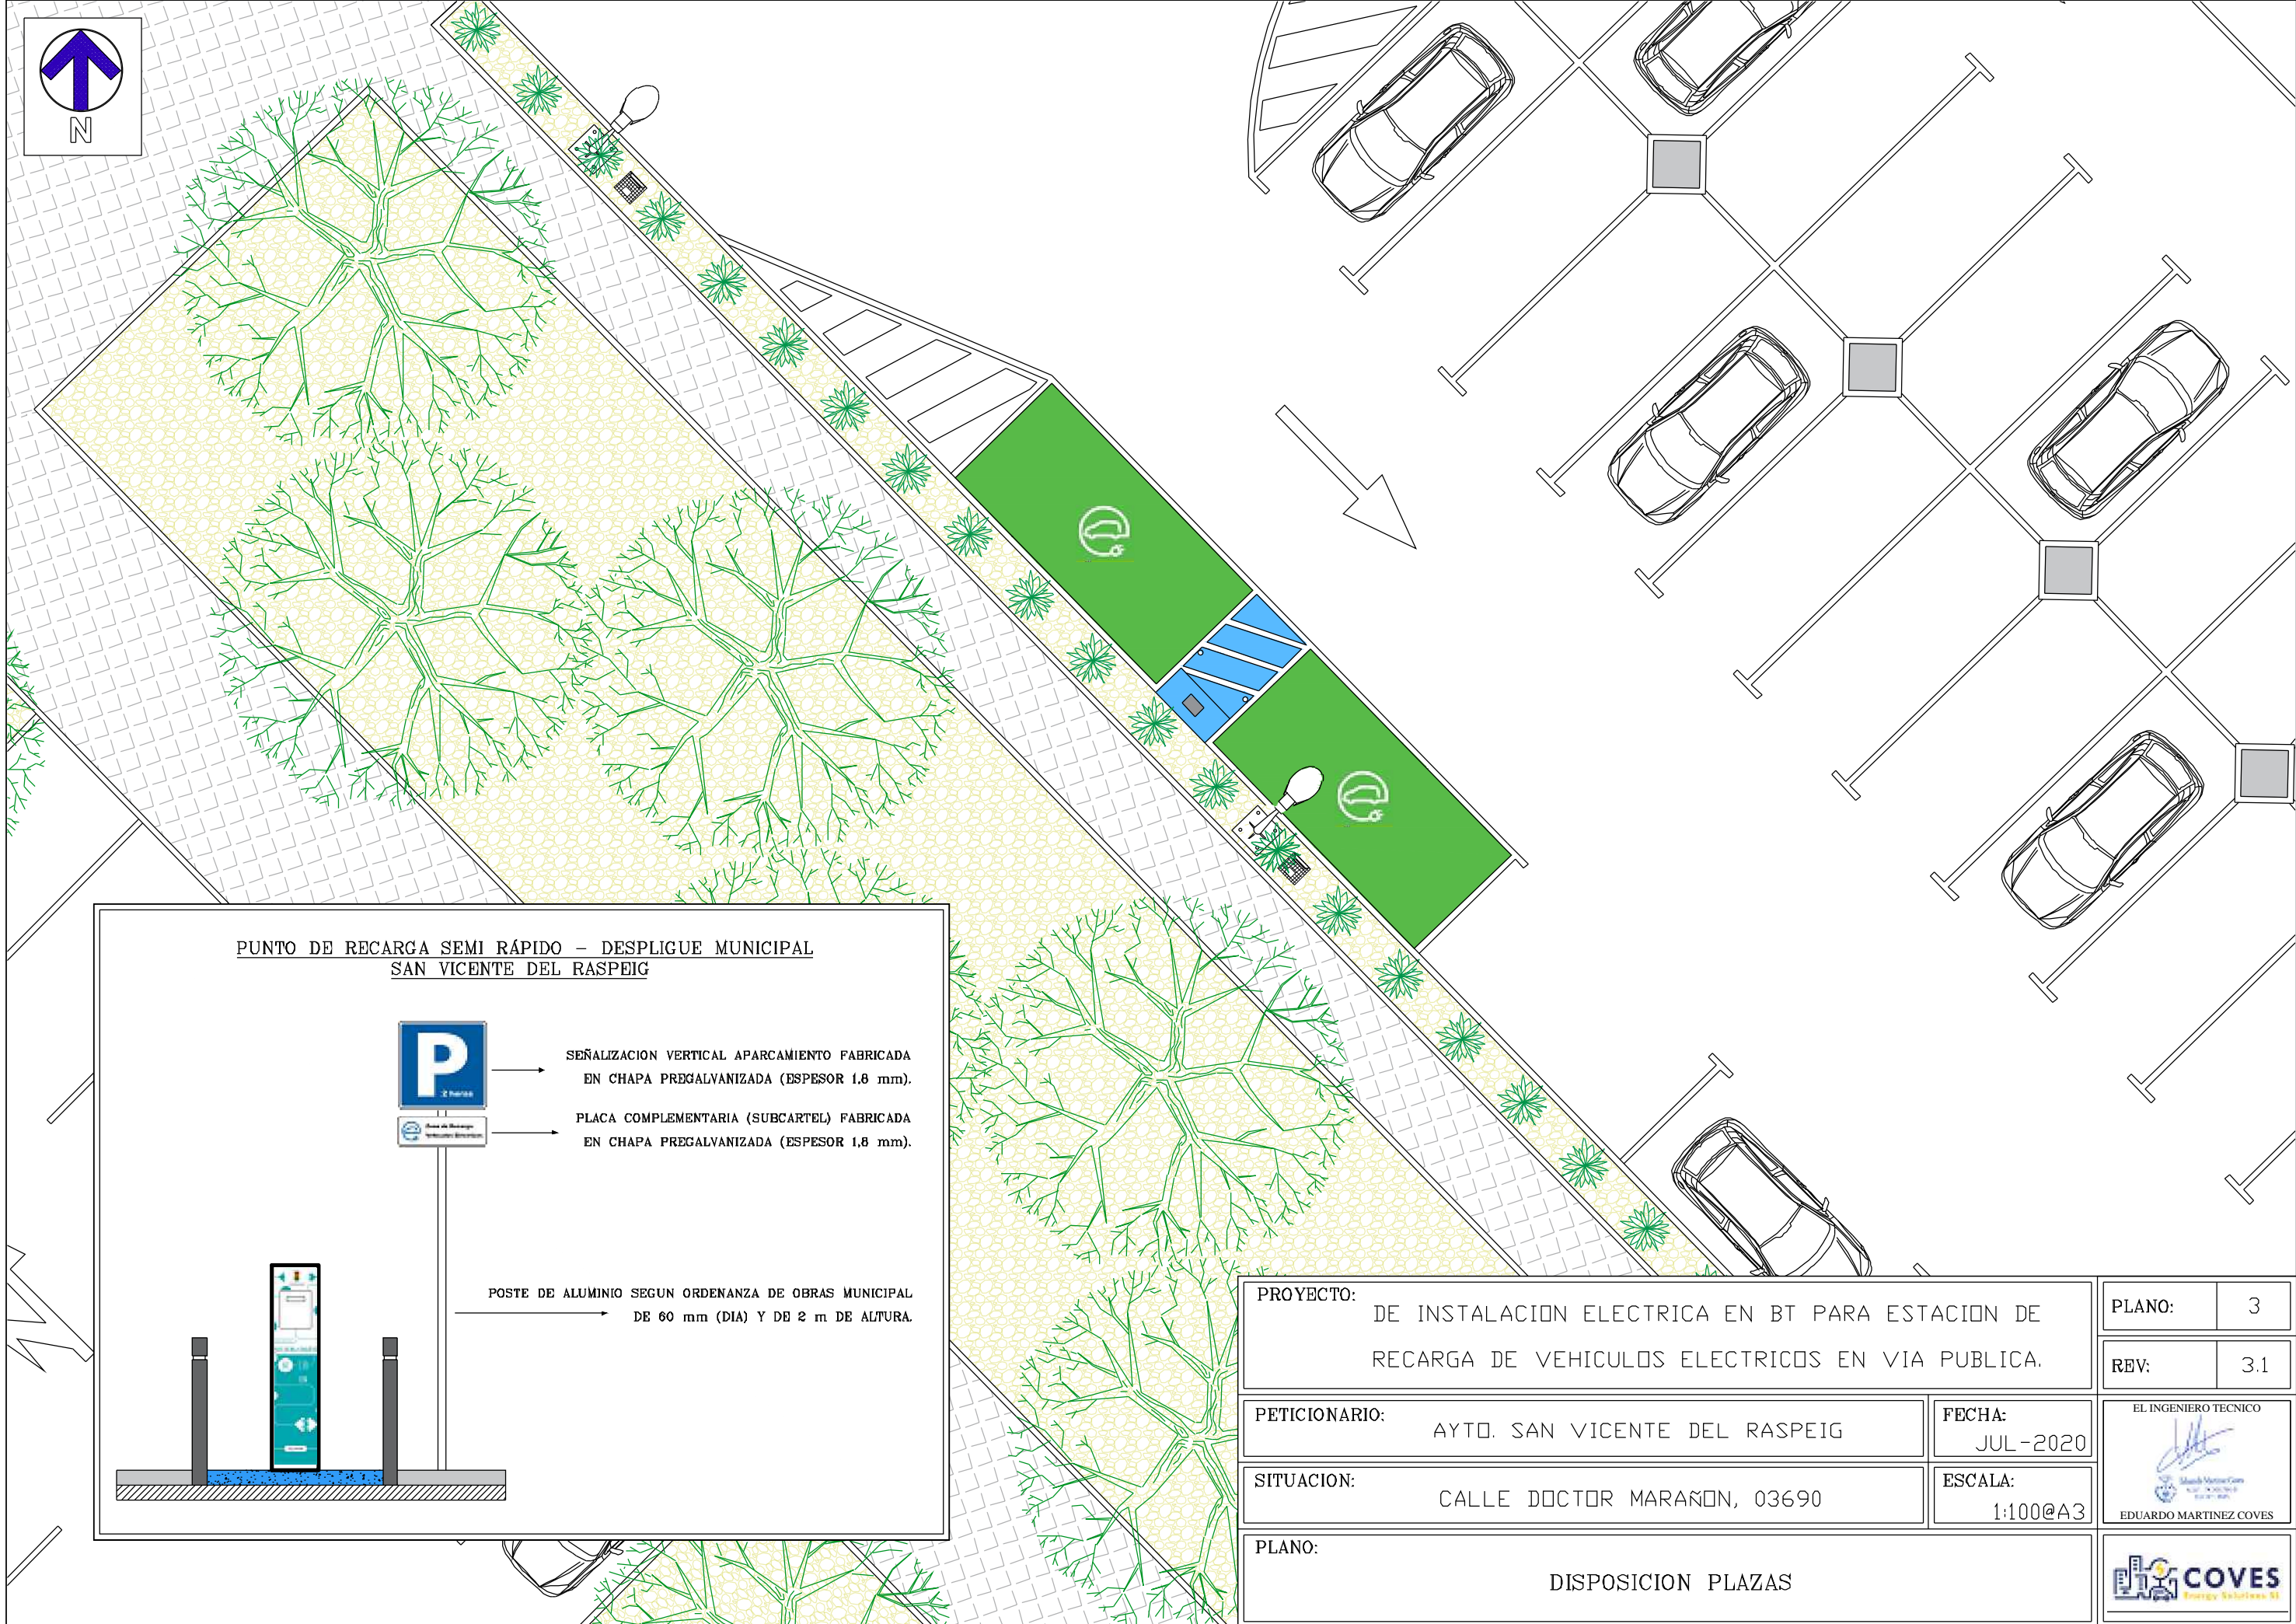 N
PUNTO DE RECARGA SEMI RÁPIDO – DESPLIGUE MUNICIPAL
SAN VICENTE DEL RASPEIG
P
2 horas
SEÑALIZACION VERTICAL APARCAMIENTO FABRICADA
EN CHAPA PREGALVANIZADA (ESPESOR 1,8 mm).
PLACA COMPLEMENTARIA (SUBCARTEL) FABRICADA
EN CHAPA PREGALVANIZADA (ESPESOR 1,8 mm).
POSTE DE ALUMINIO SEGUN ORDENANZA DE OBRAS MUNICIPAL
DE 60 mm (DIA) Y DE 2 m DE ALTURA.
PROYECTO:
DE INSTALACION ELECTRICA EN BT PARA ESTACION DE
RECARGA DE VEHICULOS ELECTRICOS EN VIA PUBLICA.
PLANO: 3
REV: 3.1
PETICIONARIO:
AYTO. SAN VICENTE DEL RASPEIG
FECHA:
JUL-2020
EL INGENIERO TECNICO
EDUARDO MARTINEZ COVES
SITUACION:
CALLE DOCTOR MARAÑON, 03690
ESCALA:
1:100@A3
PLANO:
DISPOSICION PLAZAS
COVES
Energy Solutions Sl